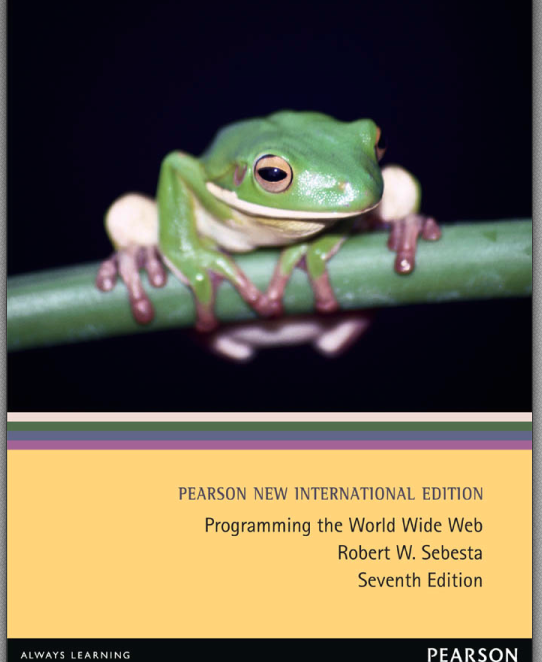 PEARSON NEW INTERNATIONAL EDITION
Programming the World Wide Web
Robert W. Sebesta
Seventh Edition
ALWAYS LEARNING
PEARSON